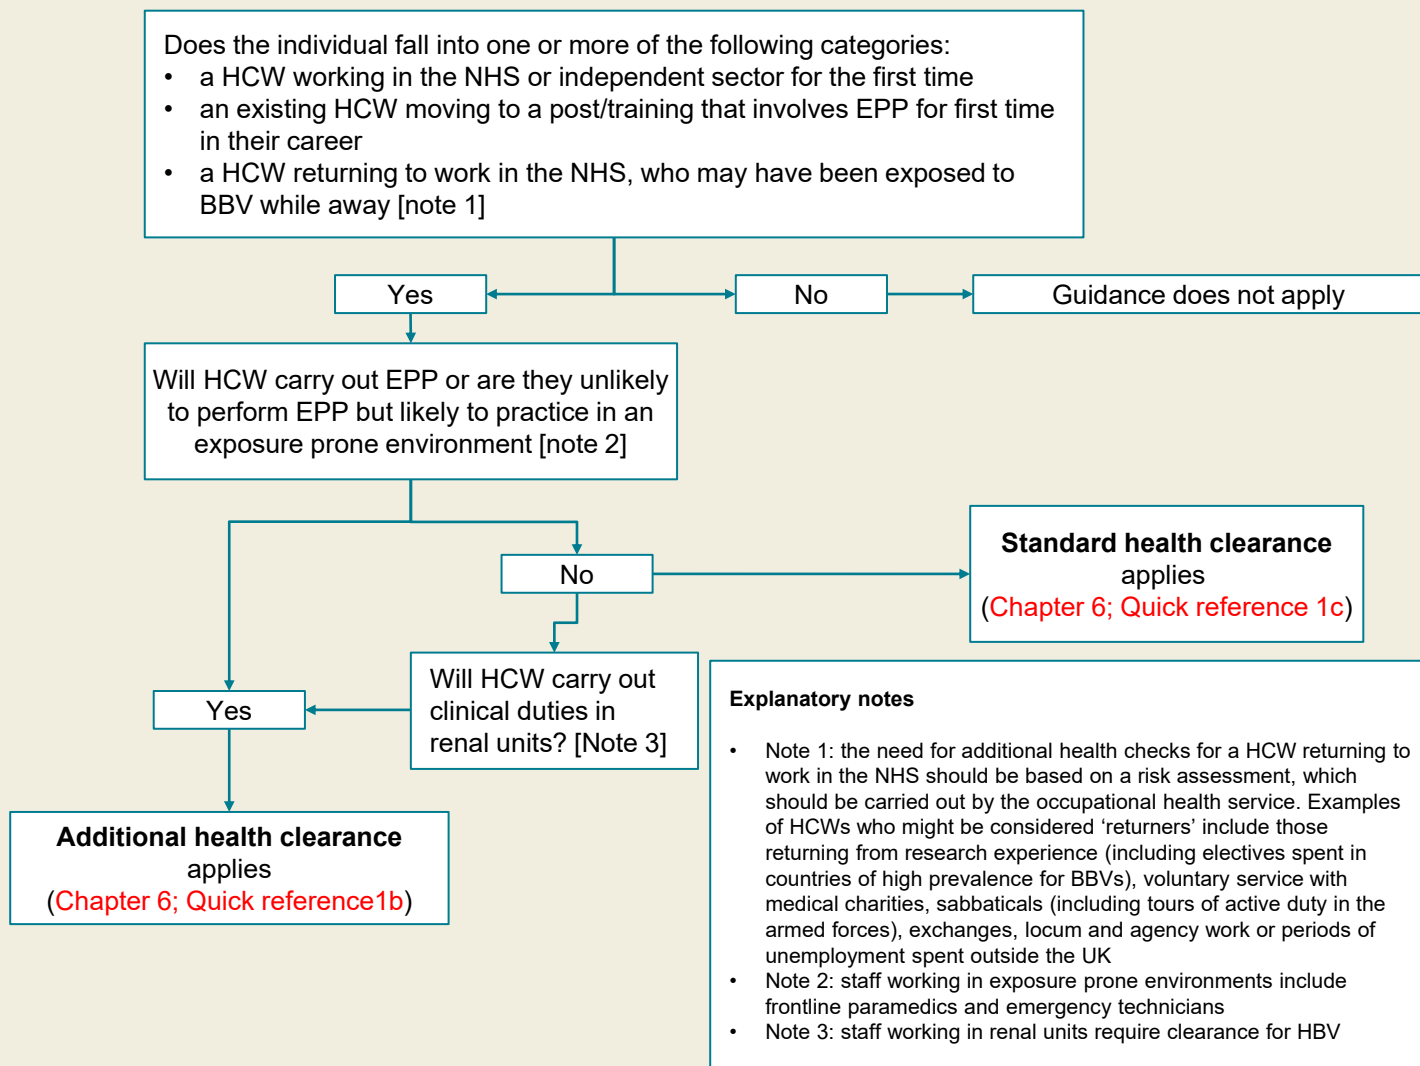 Does the individual fall into one or more of the following categories:
• a HCW working in the NHS or independent sector for the first time
• an existing HCW moving to a post/training that involves EPP for first time
in their career
• a HCW returning to work in the NHS, who may have been exposed to
BBV while away [note 1]
Yes
No
Guidance does not apply
Will HCW carry out EPP or are they unlikely
to perform EPP but likely to practice in an
exposure prone environment [note 2]
No
Standard health clearance
applies
(Chapter 6; Quick reference 1c)
Will HCW carry out
clinical duties in
renal units? [Note 3]
Yes
Additional health clearance
applies
(Chapter 6; Quick reference1b)
Explanatory notes
• Note 1: the need for additional health checks for a HCW returning to
work in the NHS should be based on a risk assessment, which
should be carried out by the occupational health service. Examples
of HCWs who might be considered ‘returners’ include those
returning from research experience (including electives spent in
countries of high prevalence for BBVs), voluntary service with
medical charities, sabbaticals (including tours of active duty in the
armed forces), exchanges, locum and agency work or periods of
unemployment spent outside the UK
• Note 2: staff working in exposure prone environments include
frontline paramedics and emergency technicians
• Note 3: staff working in renal units require clearance for HBV